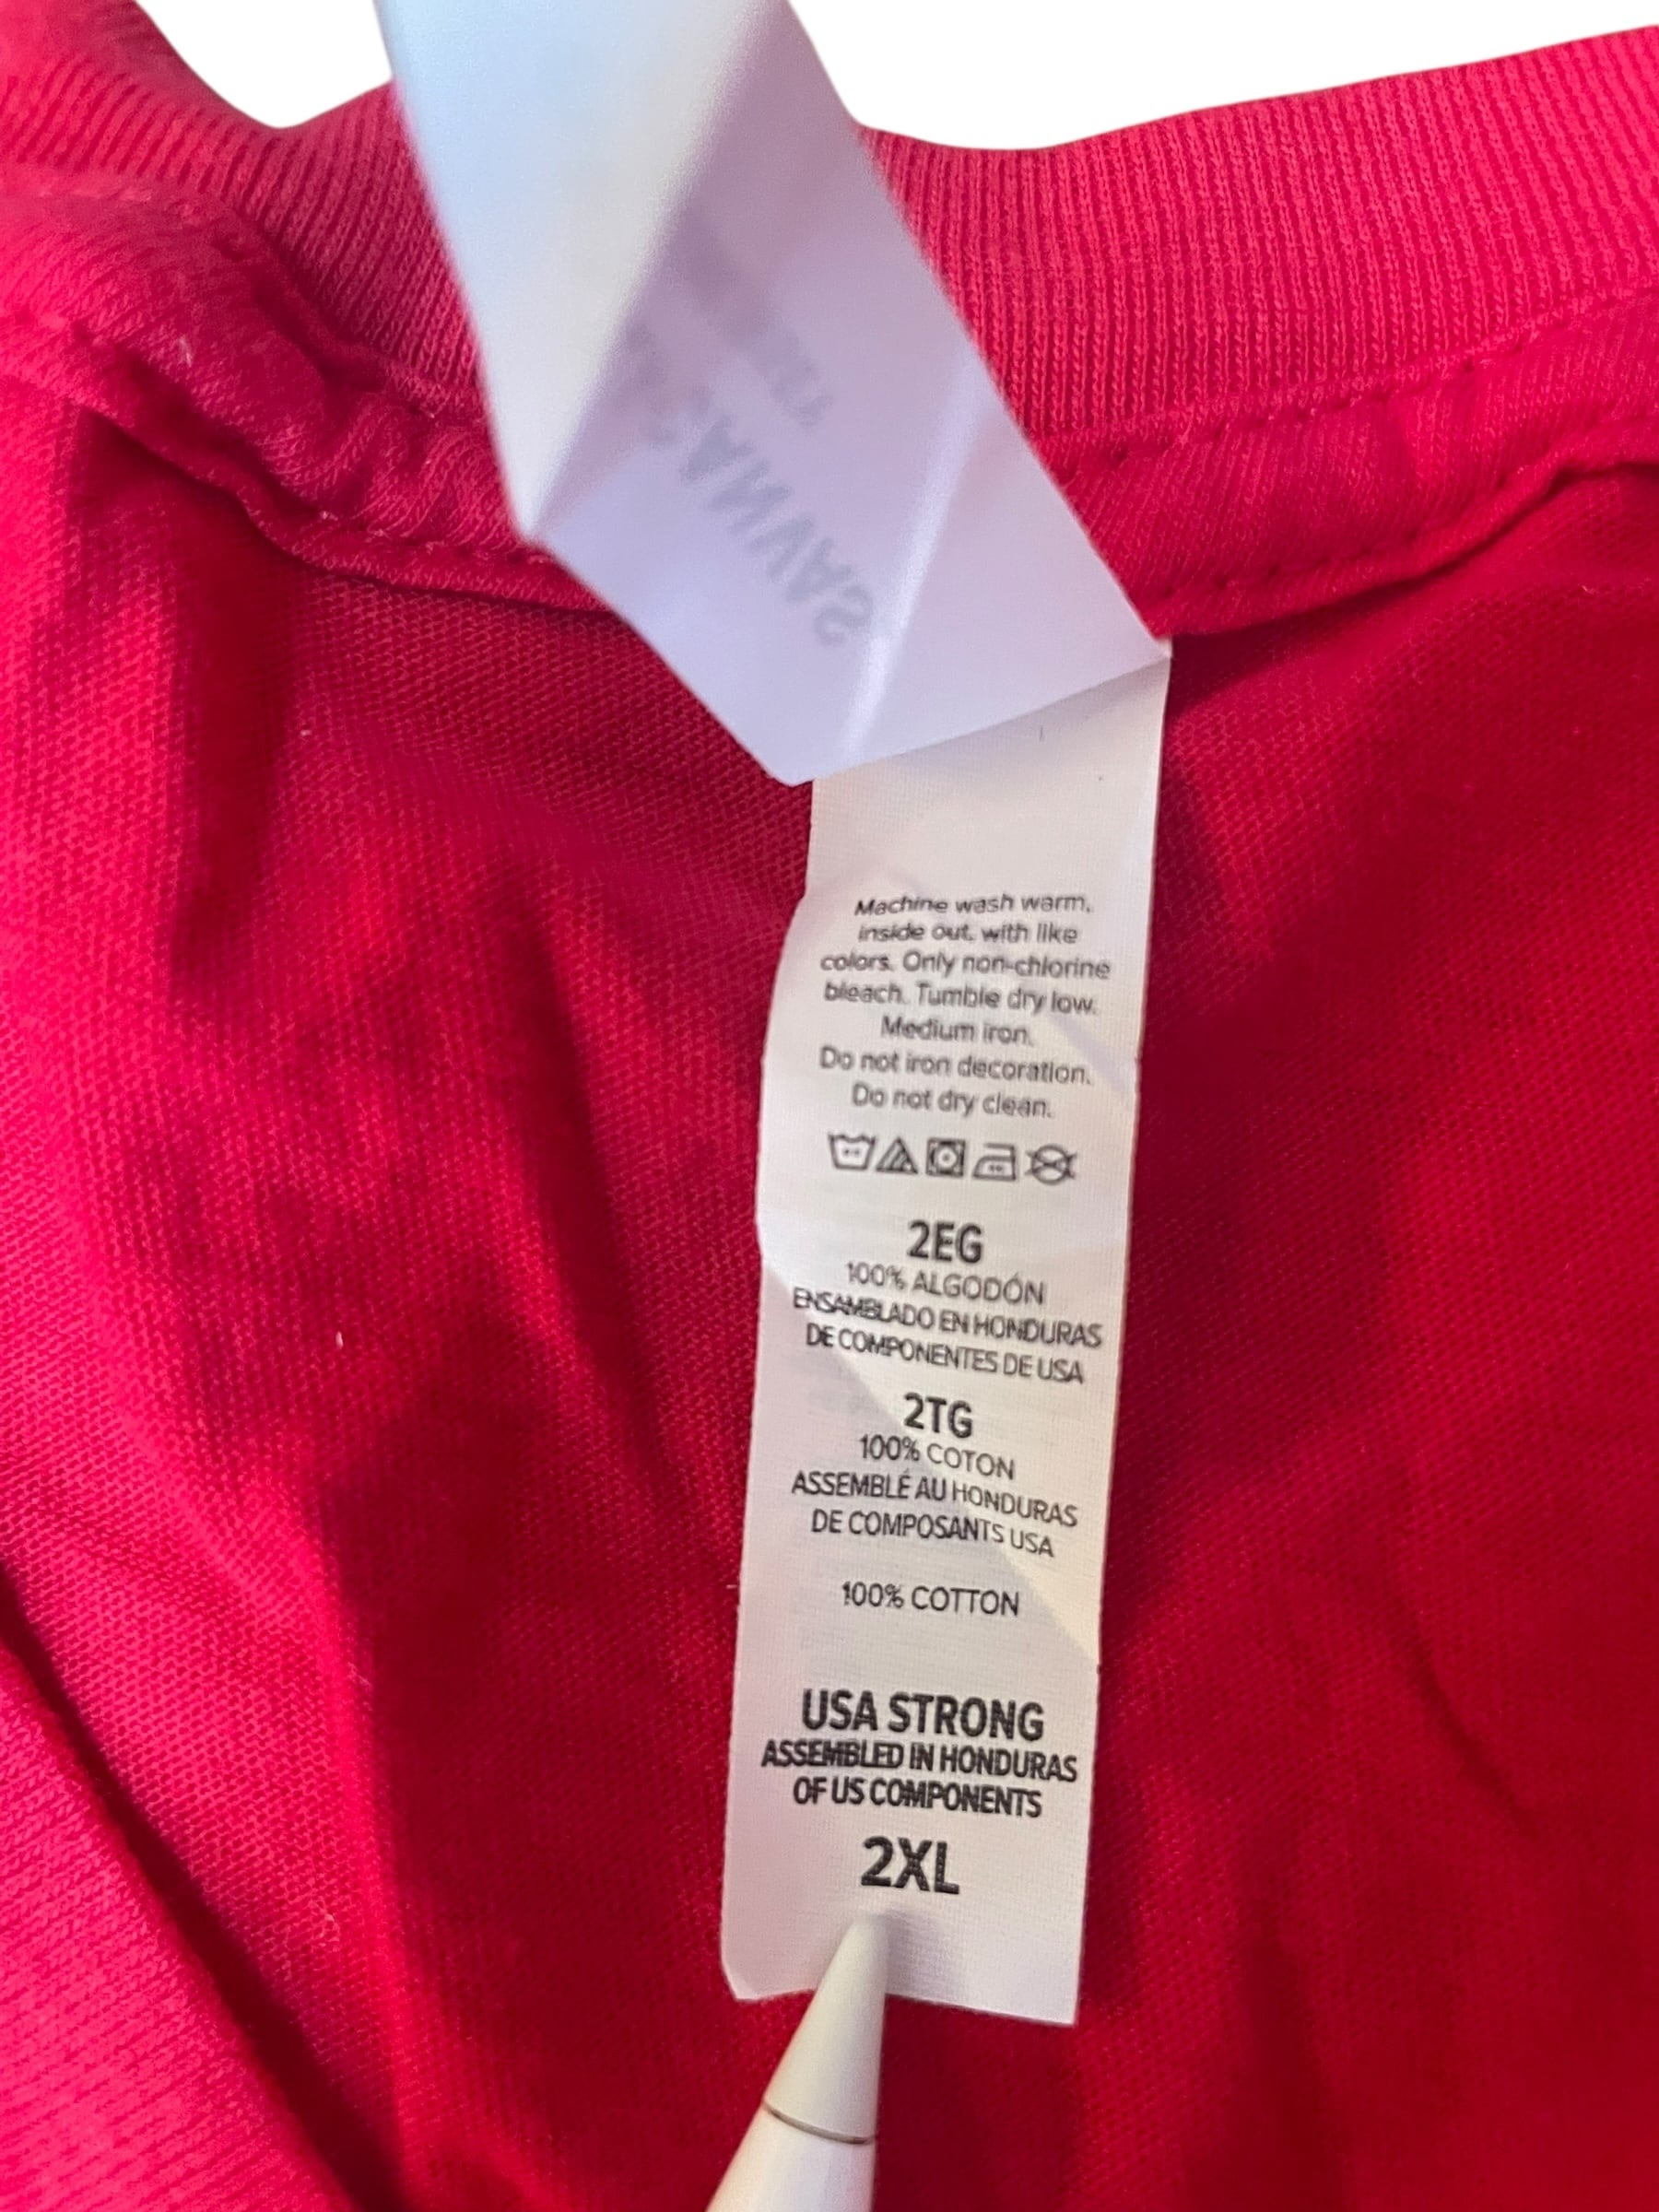 Machine wash warm,
inside out, with like
colors. Only non-chlorine
bleach. Tumble dry low.
Medium iron.
Do not iron decoration.
Do not dry clean.
2EG
100% ALGODÓN
ENSAMBLADO EN HONDURAS
DE COMPONENTES DE USA
2TG
100% COTON
ASSEMBLÉ AU HONDURAS
DE COMPOSANTS USA
100% COTTON
USA STRONG
ASSEMBLED IN HONDURAS
OF US COMPONENTS
2XL